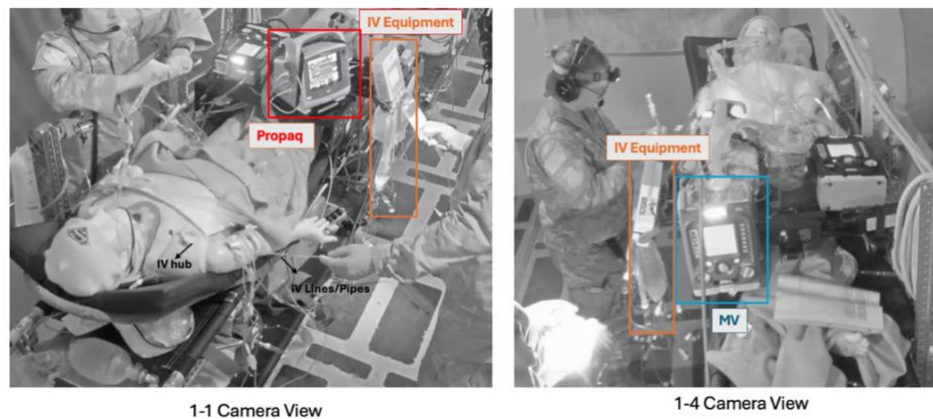 IV Equipment
Propaq
IV hub
IV Lines/Pipes
1-1 Camera View
IV Equipment
MV
1-4 Camera View